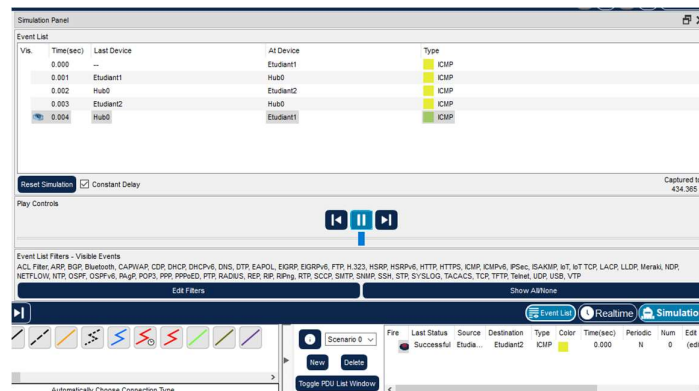 Simulation Panel
Event List
Vis. Time(sec) Last Device At Device Type
0.000 -- Etudiant1 ICMP
0.001 Etudiant1 Hub0 ICMP
0.002 Hub0 Etudiant2 ICMP
0.003 Etudiant2 Hub0 ICMP
0.004 Hub0 Etudiant1 ICMP
Reset Simulation Constant Delay Captured to
434.365
Play Controls
Event List Filters - Visible Events
ACL Filter, ARP, BGP, Bluetooth, CAPWAP, CDP, DHCP, DHCPv6, DNS, DTP, EAPOL, EIGRP, EIGRPv6, FTP, H.323, HSRP, HSRPv6, HTTP, HTTPS, ICMP, ICMPv6, IPSec, ISAKMP, IoT, IoT TCP, LACP, LLDP, Meraki, NDP,
NETFLOW, NTP, OSPF, OSPFv6, PAgP, POP3, PPP, PPPoED, PTP, RADIUS, REP, RIP, RIPng, RTP, SCCP, SMTP, SNMP, SSH, STP, SYSLOG, TACACS, TCP, TFTP, Telnet, UDP, USB, VTP
Edit Filters Show All/None
Event List Realtime Simulatio
Scenario 0 Fire Last Status Source Destination Type Color Time(sec) Periodic Num Edit
Successful Etudia... Etudiant2 ICMP 0.000 N 0 (edi
New Delete
Toggle PDU List Window
Automatically Choose Connection Type